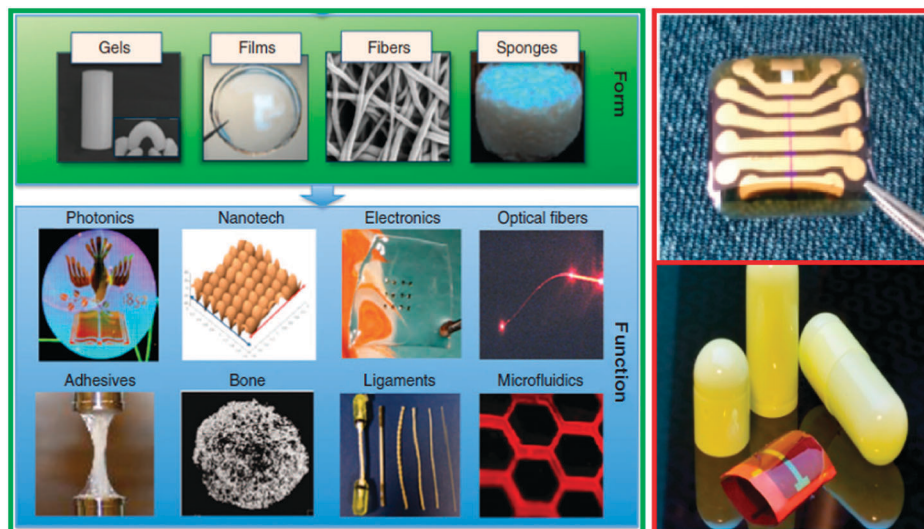 Gels
Films
Fibers
Sponges
Form
Photonics
Nanotech
Electronics
Optical fibers
Adhesives
Bone
Ligaments
Microfluidics
Function